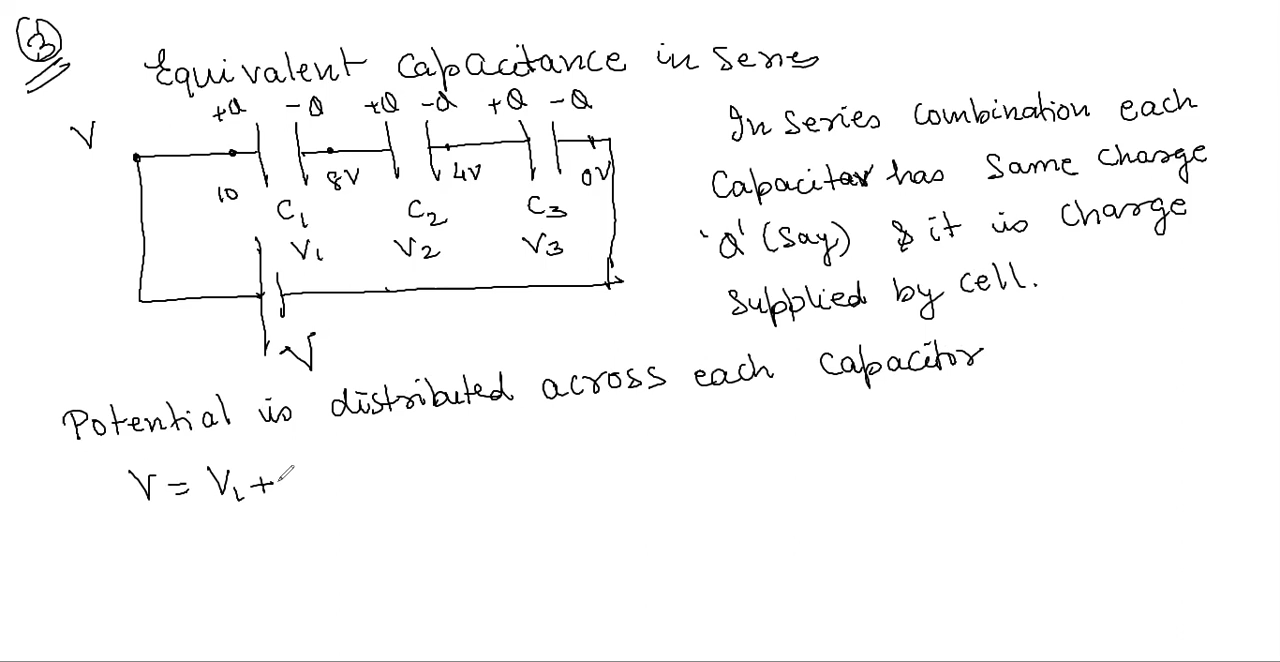 3
Equivalent Capacitance in series
+Q -Q +Q -Q +Q -Q
V
10 8V 4V 0V
C1 C2 C3
V1 V2 V3
V
In series combination each
Capacitor has same charge
'Q' (say) & it is charge
supplied by cell.
Potential is distributed across each capacitor
V = V1 +